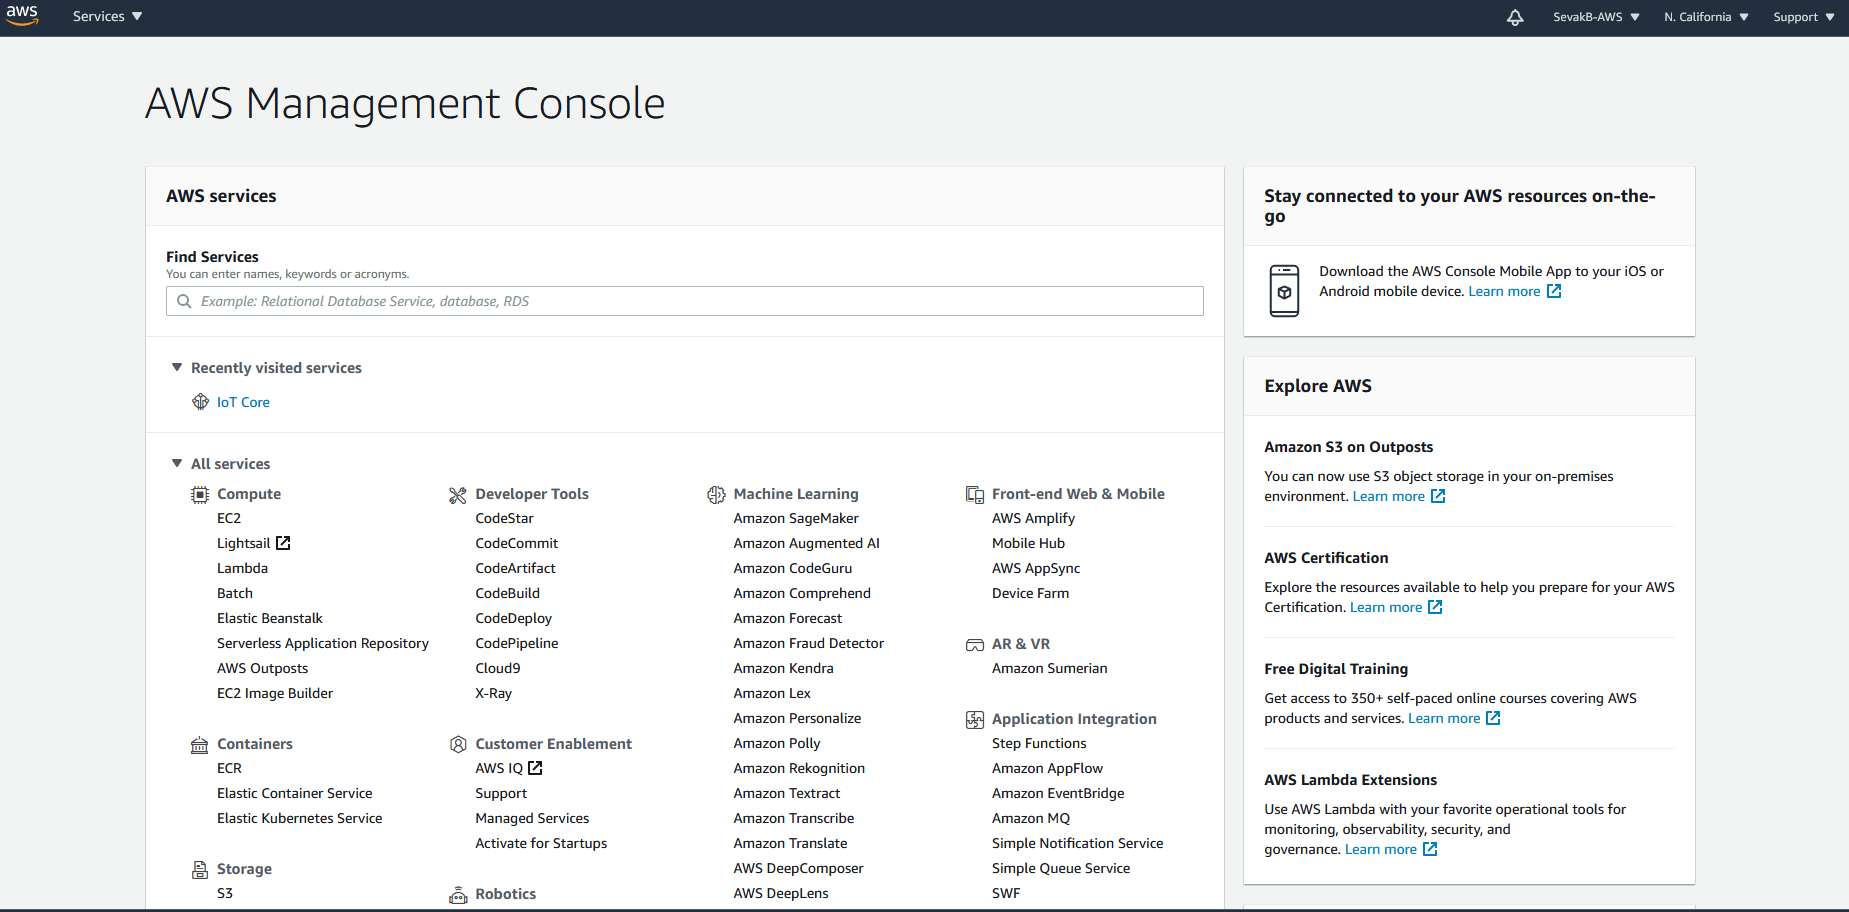 aws Services SevakB-AWS N. California Support
AWS Management Console
AWS services
Find Services
You can enter names, keywords or acronyms.
Example: Relational Database Service, database, RDS
Recently visited services
IoT Core
All services
Compute
EC2
Lightsail
Lambda
Batch
Elastic Beanstalk
Serverless Application Repository
AWS Outposts
EC2 Image Builder
Containers
ECR
Elastic Container Service
Elastic Kubernetes Service
Storage
S3
Developer Tools
CodeStar
CodeCommit
CodeArtifact
CodeBuild
CodeDeploy
CodePipeline
Cloud9
X-Ray
Customer Enablement
AWS IQ
Support
Managed Services
Activate for Startups
Robotics
Machine Learning
Amazon SageMaker
Amazon Augmented AI
Amazon CodeGuru
Amazon Comprehend
Amazon Forecast
Amazon Fraud Detector
Amazon Kendra
Amazon Lex
Amazon Personalize
Amazon Polly
Amazon Rekognition
Amazon Textract
Amazon Transcribe
Amazon Translate
AWS DeepComposer
AWS DeepLens
Front-end Web & Mobile
AWS Amplify
Mobile Hub
AWS AppSync
Device Farm
AR & VR
Amazon Sumerian
Application Integration
Step Functions
Amazon AppFlow
Amazon EventBridge
Amazon MQ
Simple Notification Service
Simple Queue Service
SWF
Stay connected to your AWS resources on-the-
go
Download the AWS Console Mobile App to your iOS or
Android mobile device. Learn more
Explore AWS
Amazon S3 on Outposts
You can now use S3 object storage in your on-premises
environment. Learn more
AWS Certification
Explore the resources available to help you prepare for your AWS
Certification. Learn more
Free Digital Training
Get access to 350+ self-paced online courses covering AWS
products and services. Learn more
AWS Lambda Extensions
Use AWS Lambda with your favorite operational tools for
monitoring, observability, security, and
governance. Learn more